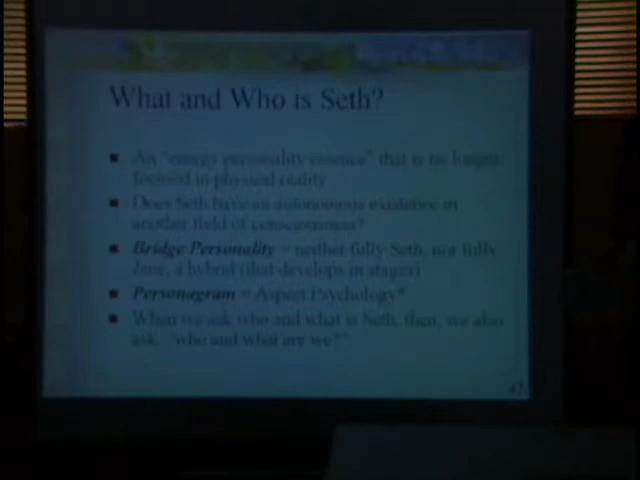 What and Who is Seth?
An "energy personality essence" that is no longer
focused in physical reality
Does Seth have an autonomous existence in
another field of consciousness?
Bridge Personality = neither fully Seth, nor fully
Jane, a hybrid (that develops in stages)
Personagram = Aspect Psychology*
When we ask who and what is Seth, then, we also
ask, "who and what are we?"